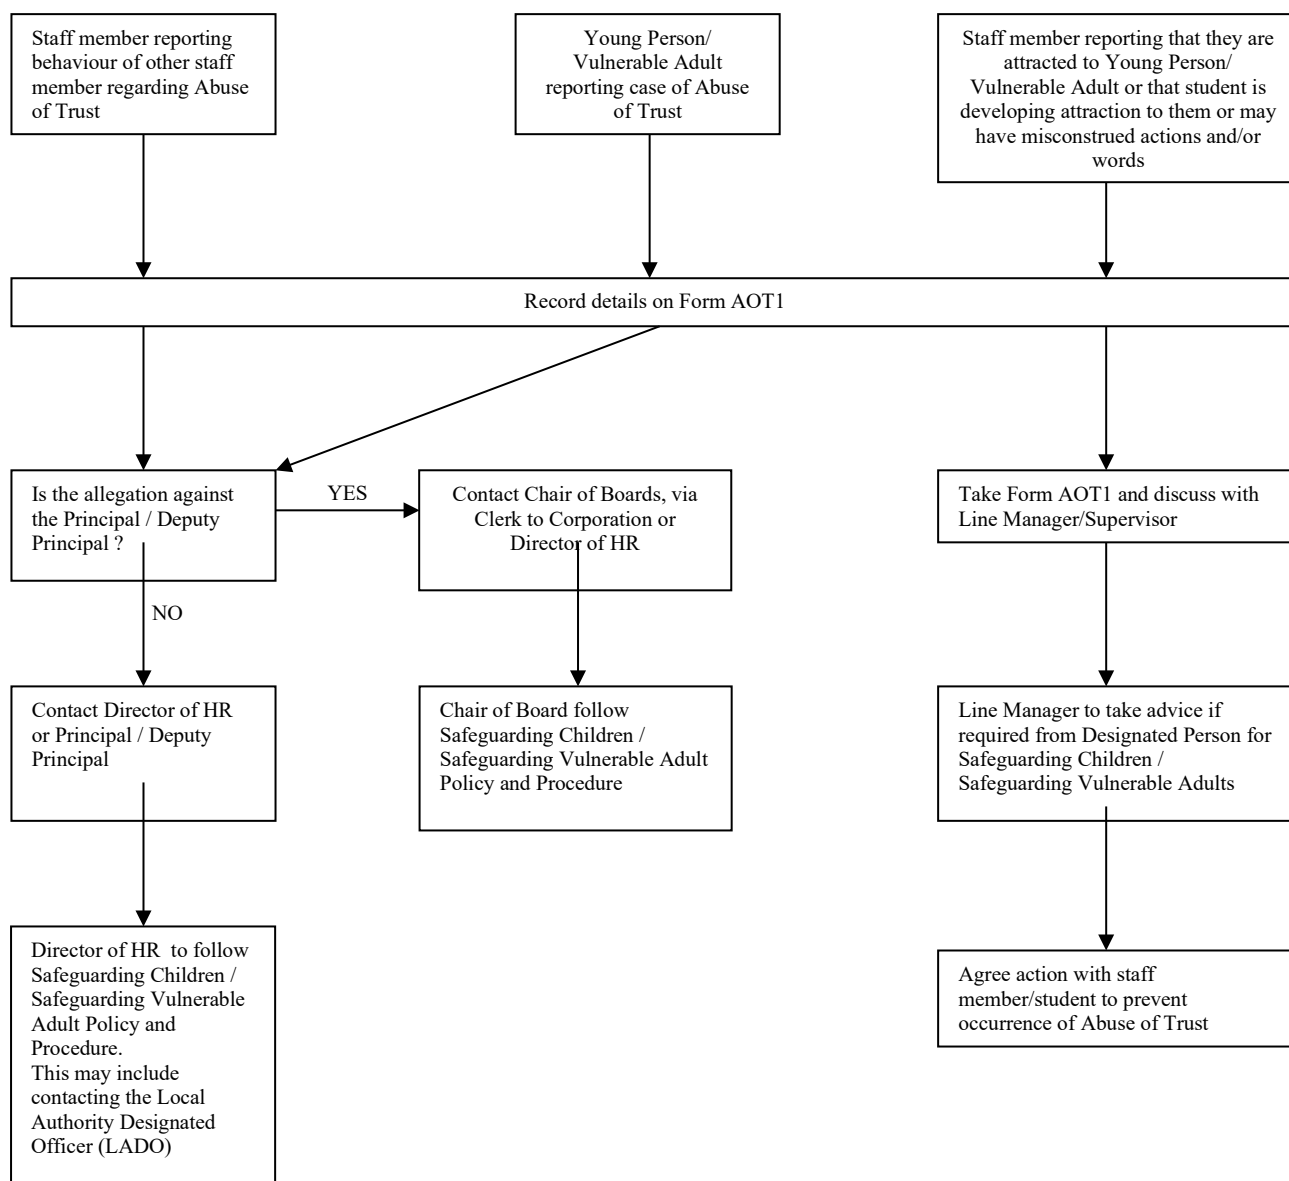 Staff member reporting
behaviour of other staff
member regarding Abuse
of Trust
Young Person/
Vulnerable Adult
reporting case of Abuse
of Trust
Staff member reporting that they are
attracted to Young Person/
Vulnerable Adult or that student is
developing attraction to them or may
have misconstrued actions and/or
words
Record details on Form AOT1
Is the allegation against
the Principal / Deputy
Principal ?
YES
Contact Chair of Boards, via
Clerk to Corporation or
Director of HR
Take Form AOT1 and discuss with
Line Manager/Supervisor
NO
Contact Director of HR
or Principal / Deputy
Principal
Chair of Board follow
Safeguarding Children /
Safeguarding Vulnerable Adult
Policy and Procedure
Line Manager to take advice if
required from Designated Person for
Safeguarding Children /
Safeguarding Vulnerable Adults
Director of HR  to follow
Safeguarding Children /
Safeguarding Vulnerable
Adult Policy and
Procedure.
This may include
contacting the Local
Authority Designated
Officer (LADO)
Agree action with staff
member/student to prevent
occurrence of Abuse of Trust